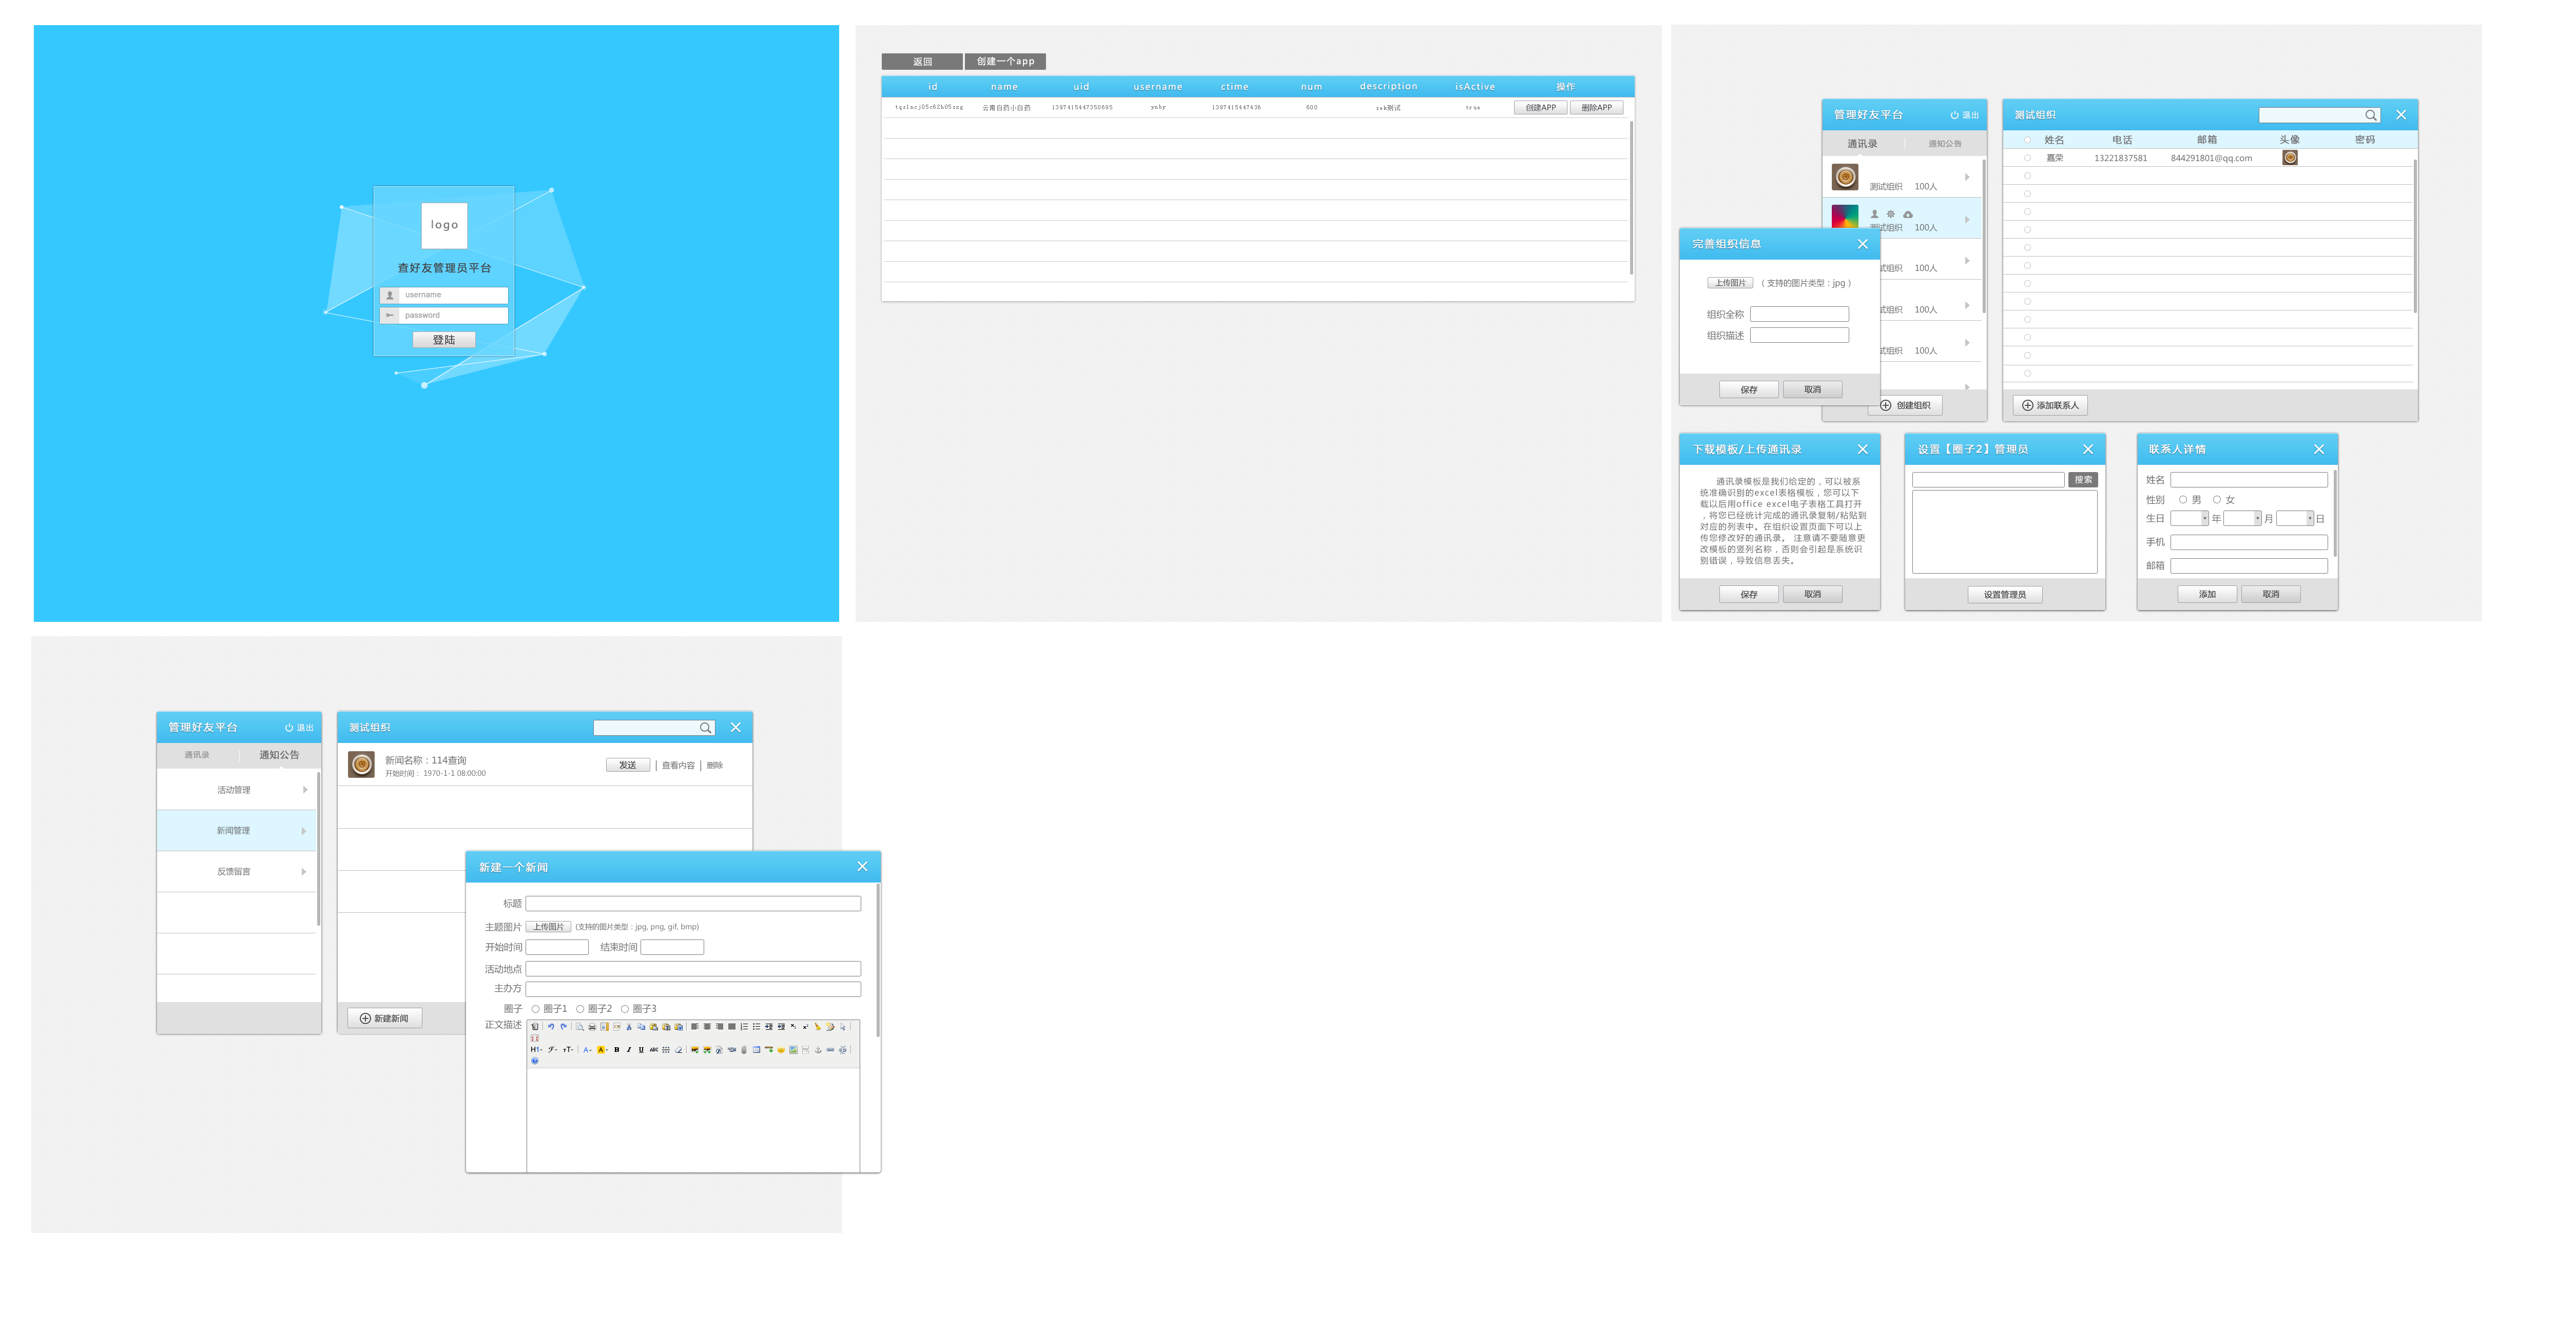 logo
查好友管理员平台
username
password
登陆
返回 创建一个app
id name uid username ctime num description isActive 操作
云南白药小白药 1397415447350695 ynby 1397415447436 600 zsk测试 true 创建APP 删除APP
管理好友平台 退出
通讯录 通知公告
测试组织 100人
测试组织 100人
试组织 100人
试组织 100人
试组织 100人
创建组织
测试组织
姓名 电话 邮箱 头像 密码
嘉荣 13221837581 844291801@qq.com
添加联系人
完善组织信息
上传图片 （支持的图片类型：jpg）
组织全称
组织描述
保存 取消
下载模板/上传通讯录
通讯录模板是我们给定的，可以被系
统准确识别的excel表格模板，您可以下
载以后用office excel电子表格工具打开
，将您已经统计完成的通讯录复制/粘贴到
对应的列表中。在组织设置页面下可以上
传您修改好的通讯录。 注意请不要随意更
改模板的竖列名称，否则会引起是系统识
别错误，导致信息丢失。
保存 取消
设置【圈子2】管理员
搜索
设置管理员
联系人详情
姓名
性别 男 女
生日 年 月 日
手机
邮箱
添加 取消
管理好友平台 退出
通讯录 通知公告
活动管理
新闻管理
反馈留言
测试组织
新闻名称：114查询
开始时间： 1970-1-1 08:00:00
发送 | 查看内容 | 删除
新建新闻
新建一个新闻
标题
主题图片 上传图片 (支持的图片类型：jpg, png, gif, bmp)
开始时间 结束时间
活动地点
主办方
圈子 圈子1 圈子2 圈子3
正文描述
H1 T A A B I U ABC